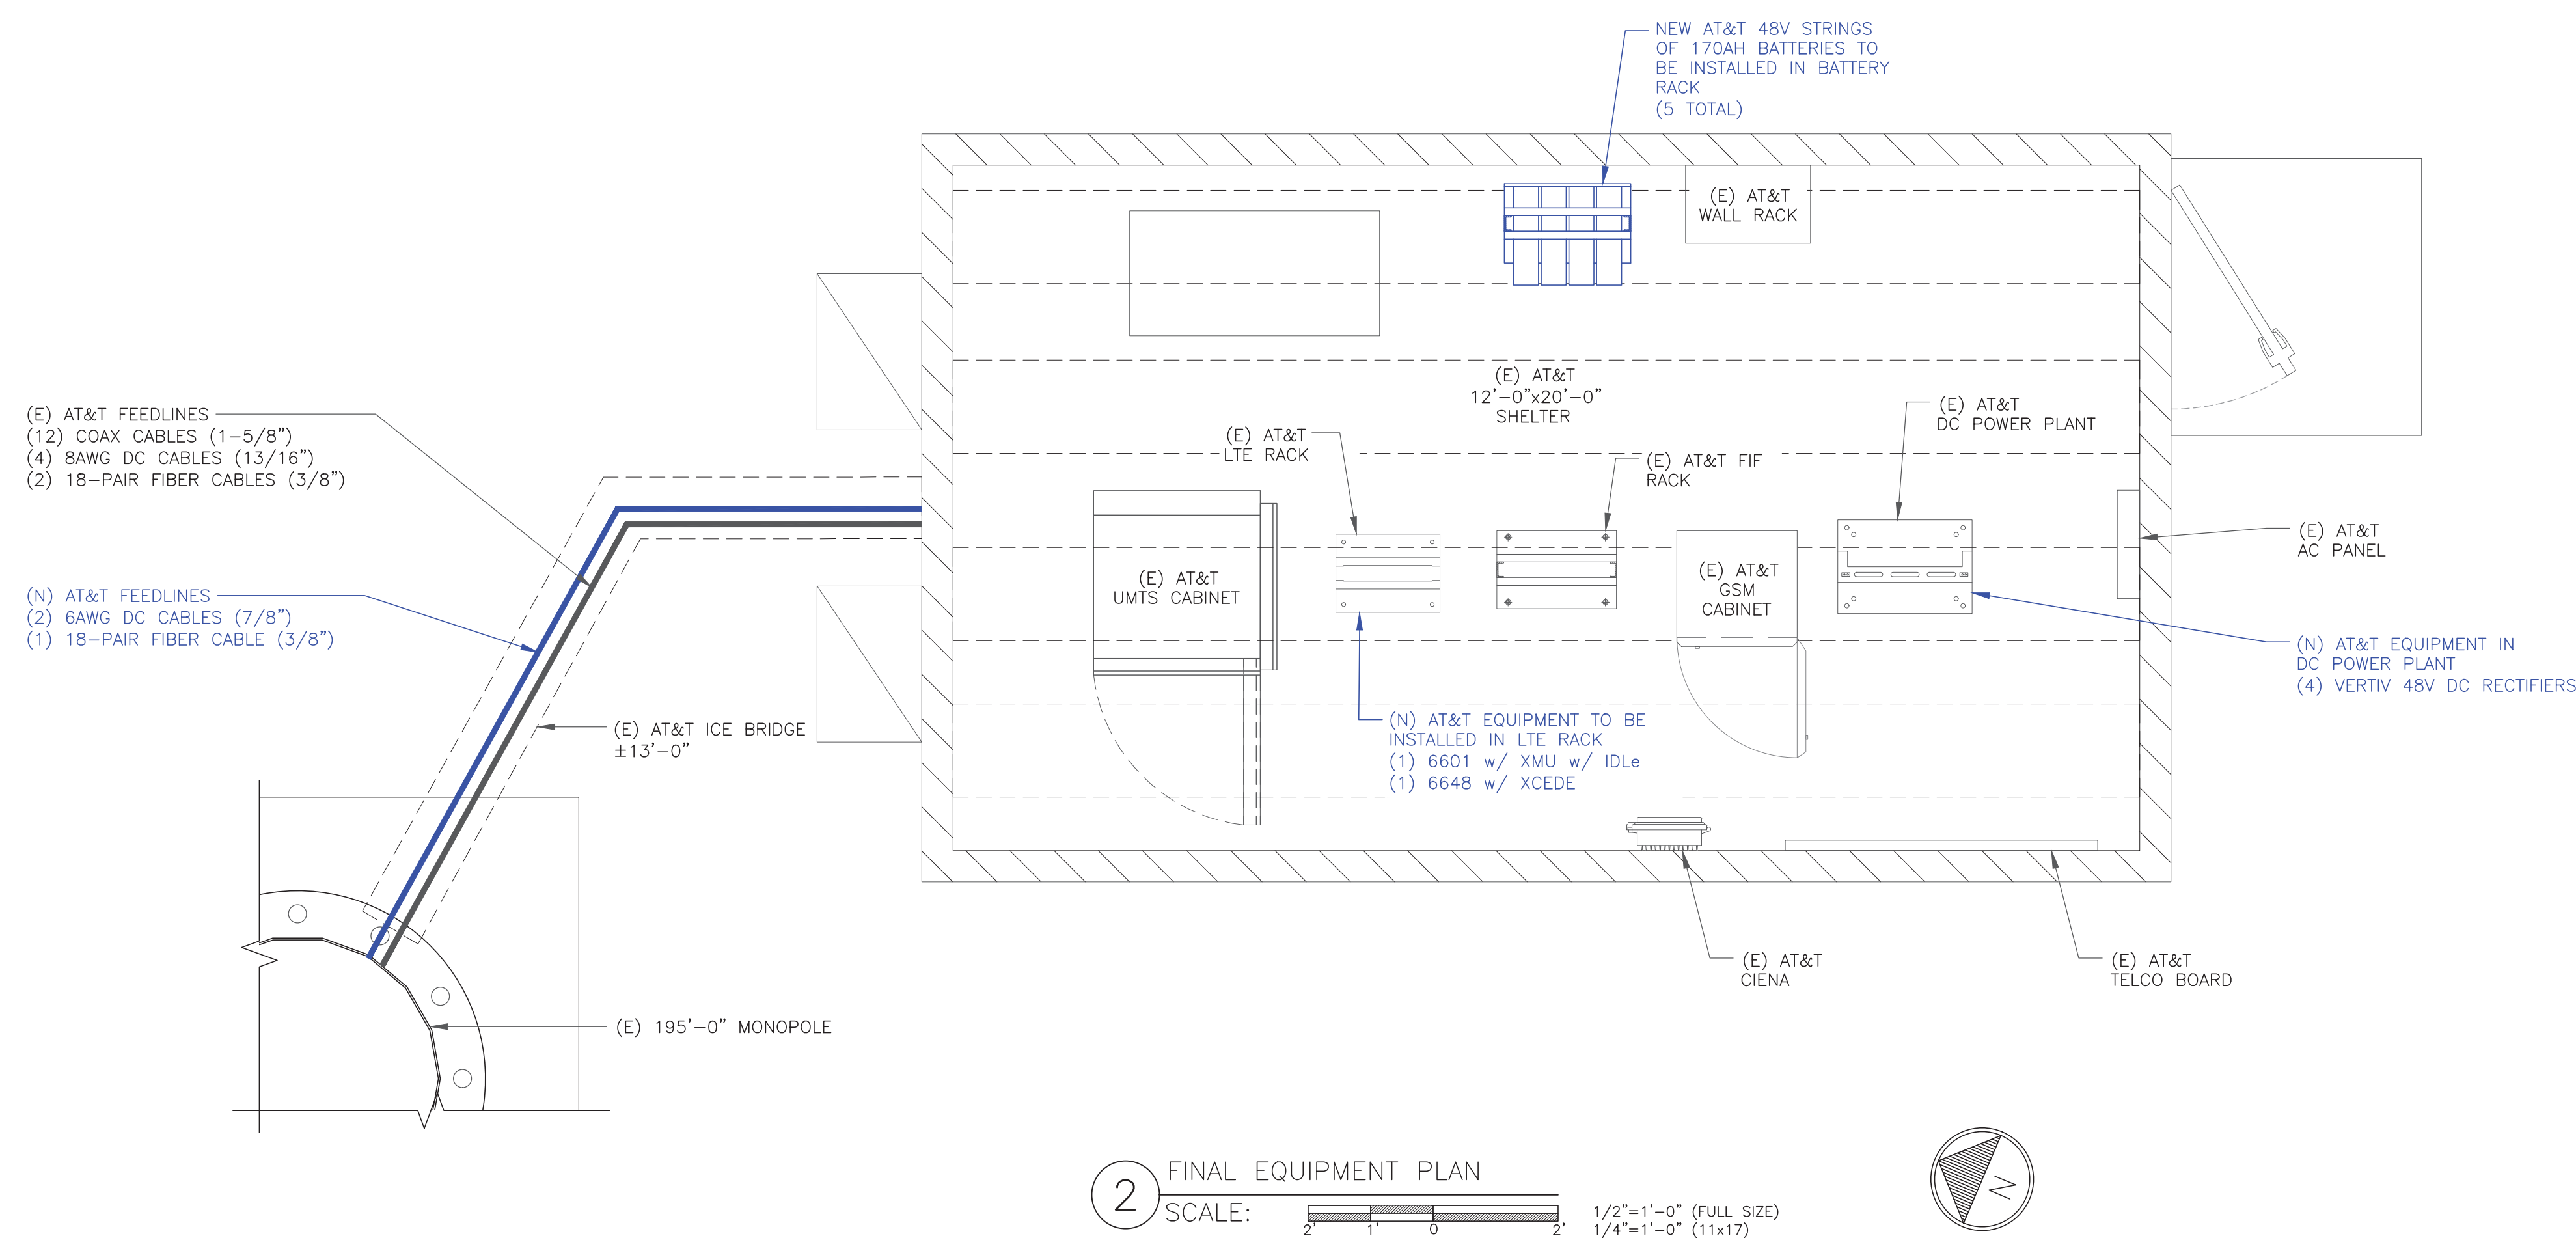 NEW AT&T 48V STRINGS
OF 170AH BATTERIES TO
BE INSTALLED IN BATTERY
RACK
(5 TOTAL)
(E) AT&T
WALL RACK
(E) AT&T
12'-0"x20'-0"
SHELTER
(E) AT&T
DC POWER PLANT
(E) AT&T FEEDLINES
(12) COAX CABLES (1-5/8")
(4) 8AWG DC CABLES (13/16")
(2) 18-PAIR FIBER CABLES (3/8")
(E) AT&T
LTE RACK
(E) AT&T FIF
RACK
(E) AT&T
AC PANEL
(E) AT&T
UMTS CABINET
(E) AT&T
GSM
CABINET
(N) AT&T FEEDLINES
(2) 6AWG DC CABLES (7/8")
(1) 18-PAIR FIBER CABLE (3/8")
(N) AT&T EQUIPMENT IN
DC POWER PLANT
(4) VERTIV 48V DC RECTIFIERS
(E) AT&T ICE BRIDGE
±13'-0"
(N) AT&T EQUIPMENT TO BE
INSTALLED IN LTE RACK
(1) 6601 w/ XMU w/ IDLe
(1) 6648 w/ XCEDE
(E) AT&T
CIENA
(E) AT&T
TELCO BOARD
(E) 195'-0" MONOPOLE
2
FINAL EQUIPMENT PLAN
SCALE:
2' 1' 0 2'
1/2"=1'-0" (FULL SIZE)
1/4"=1'-0" (11x17)
N